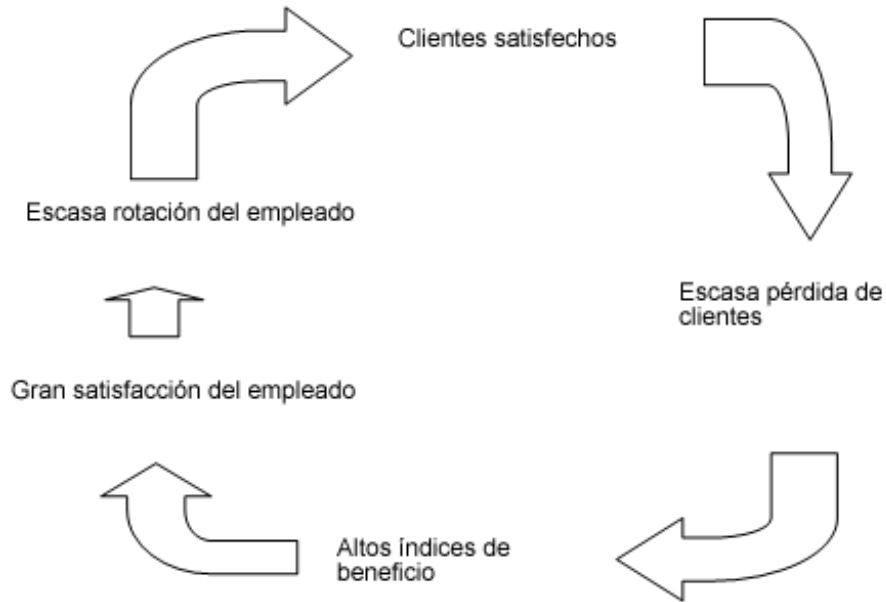 Clientes satisfechos
Escasa rotación del empleado
Escasa pérdida de
clientes
Gran satisfacción del empleado
Altos índices de
beneficio